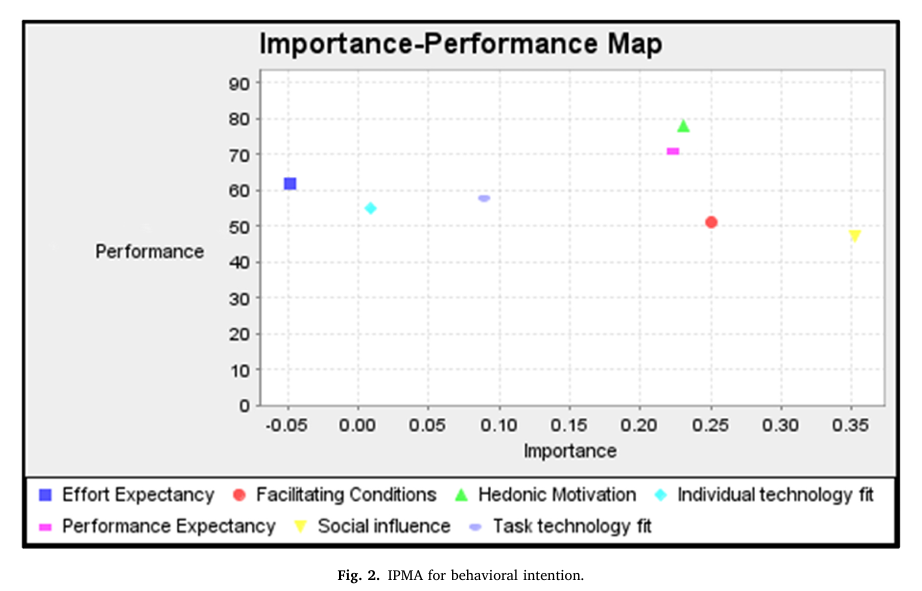 Importance-Performance Map
90
80
70
60
50
40
30
20
10
0
Performance
-0.05 0.00 0.05 0.10 0.15 0.20 0.25 0.30 0.35
Importance
Effort Expectancy Facilitating Conditions Hedonic Motivation Individual technology fit
Performance Expectancy Social influence Task technology fit
Fig. 2. IPMA for behavioral intention.